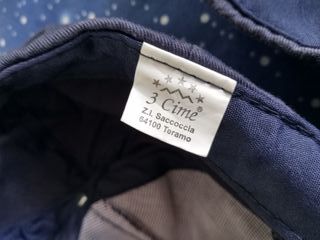 3 Cime®
Z.I. Saccoccia
64100 Teramo